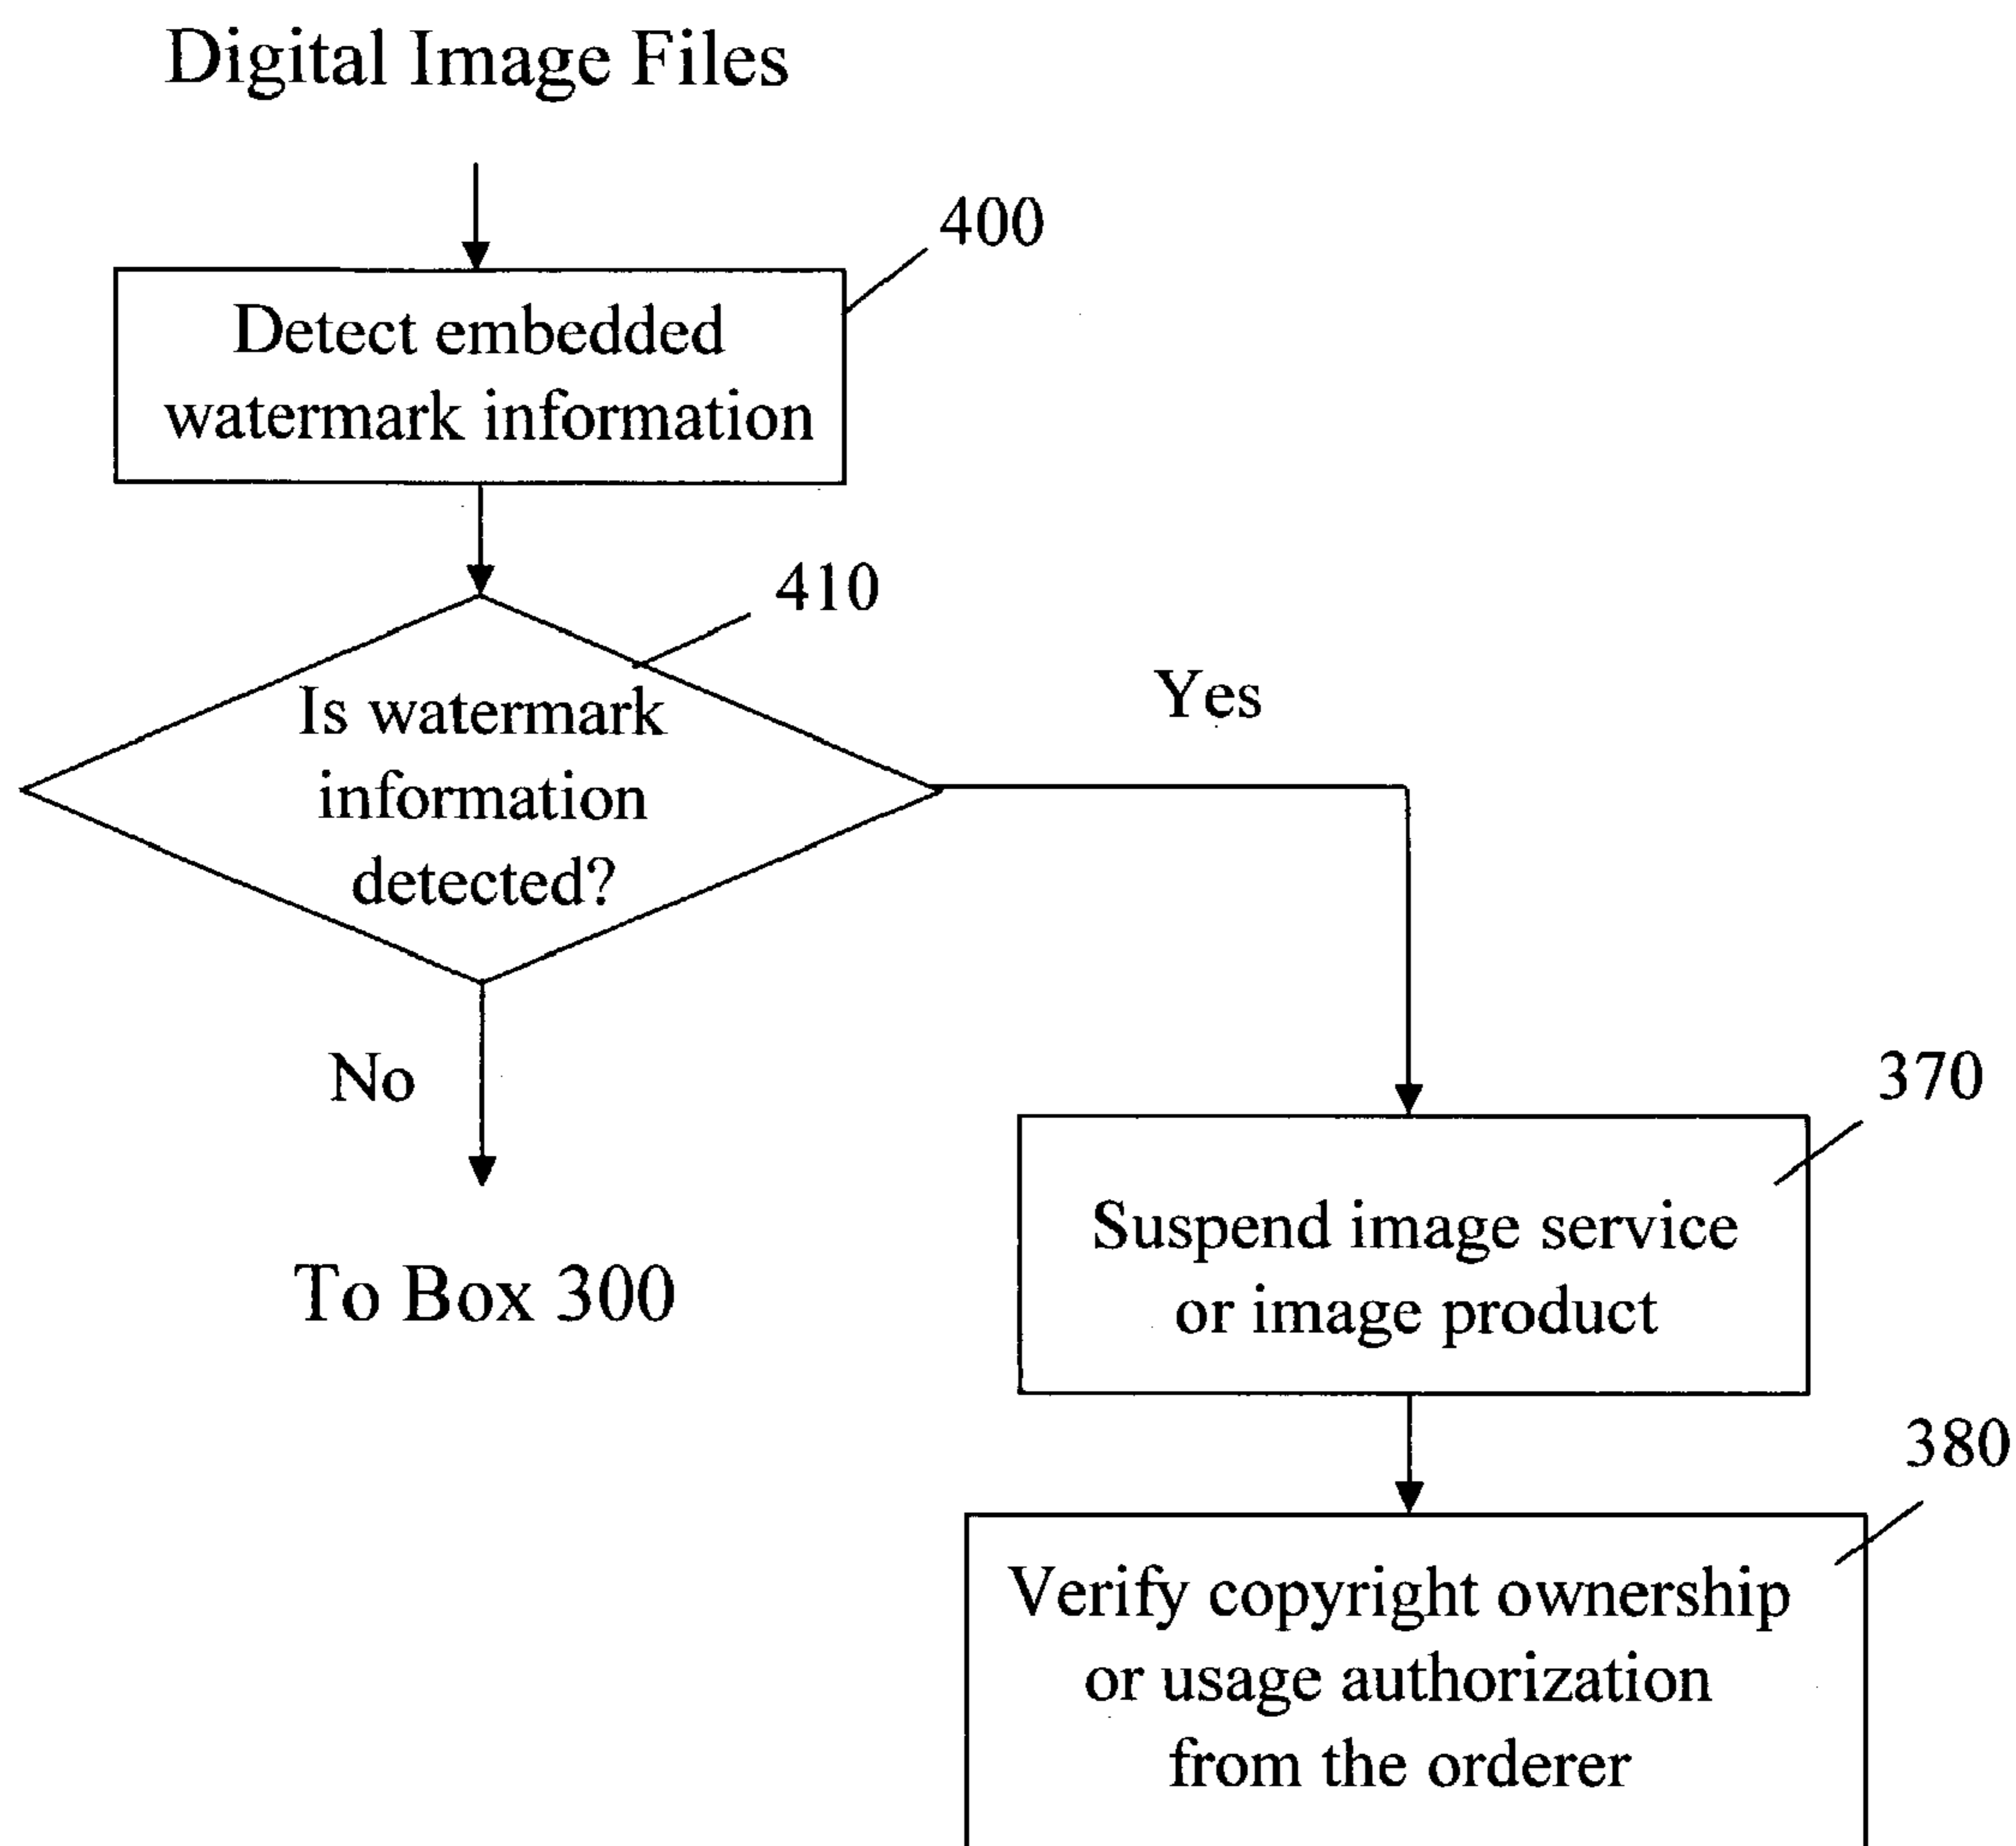 Digital Image Files
400
Detect embedded
watermark information
410
Is watermark
information
detected?
Yes
No
To Box 300
370
Suspend image service
or image product
380
Verify copyright ownership
or usage authorization
from the orderer